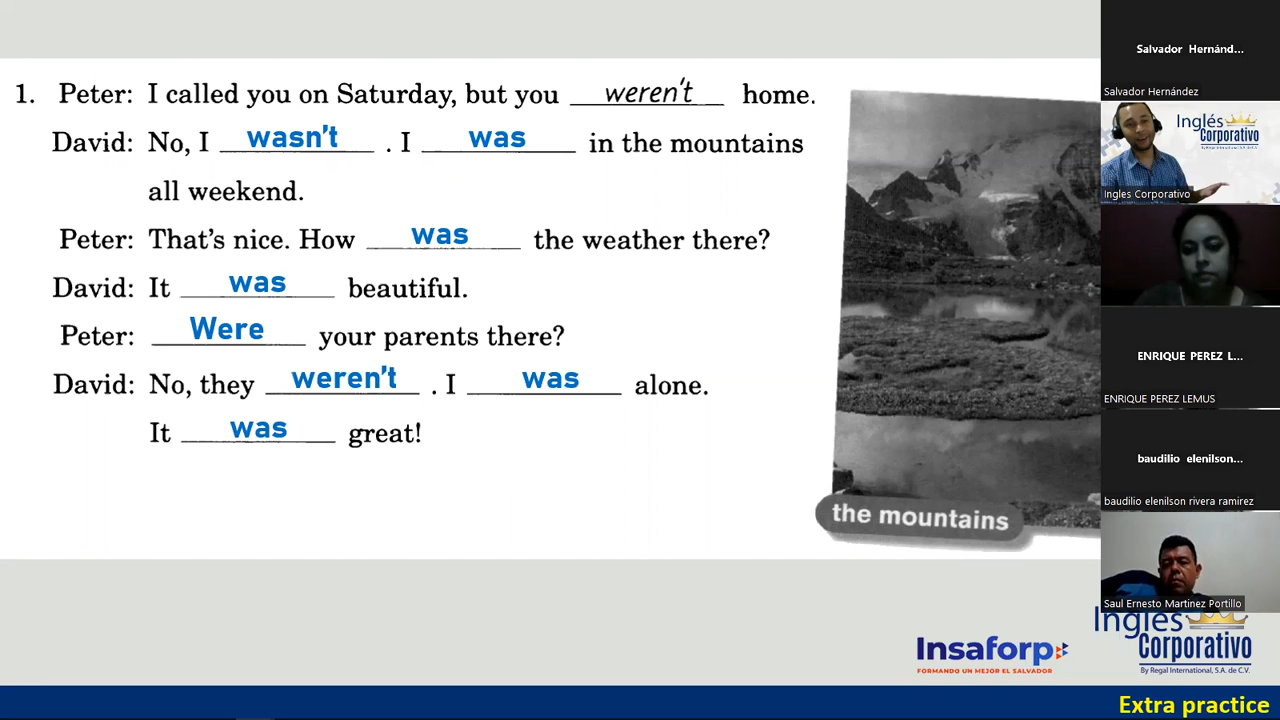 1. Peter: I called you on Saturday, but you weren't home.
David: No, I wasn't . I was in the mountains
all weekend.
Peter: That's nice. How was the weather there?
David: It was beautiful.
Peter: Were your parents there?
David: No, they weren't . I was alone.
It was great!
the mountains
Salvador Hernánd...
Salvador Hernández
Inglés
Corporativo
By Regal International, S.A. de C.V.
Ingles Corporativo
ENRIQUE PEREZ L...
ENRIQUE PEREZ LEMUS
baudilio elenilson...
baudilio elenilson rivera ramirez
Saul Ernesto Martinez Portillo
Insaforp
FORMANDO UN MEJOR EL SALVADOR
Inglés
Corporativo
By Regal International, S.A. de C.V.
Extra practice